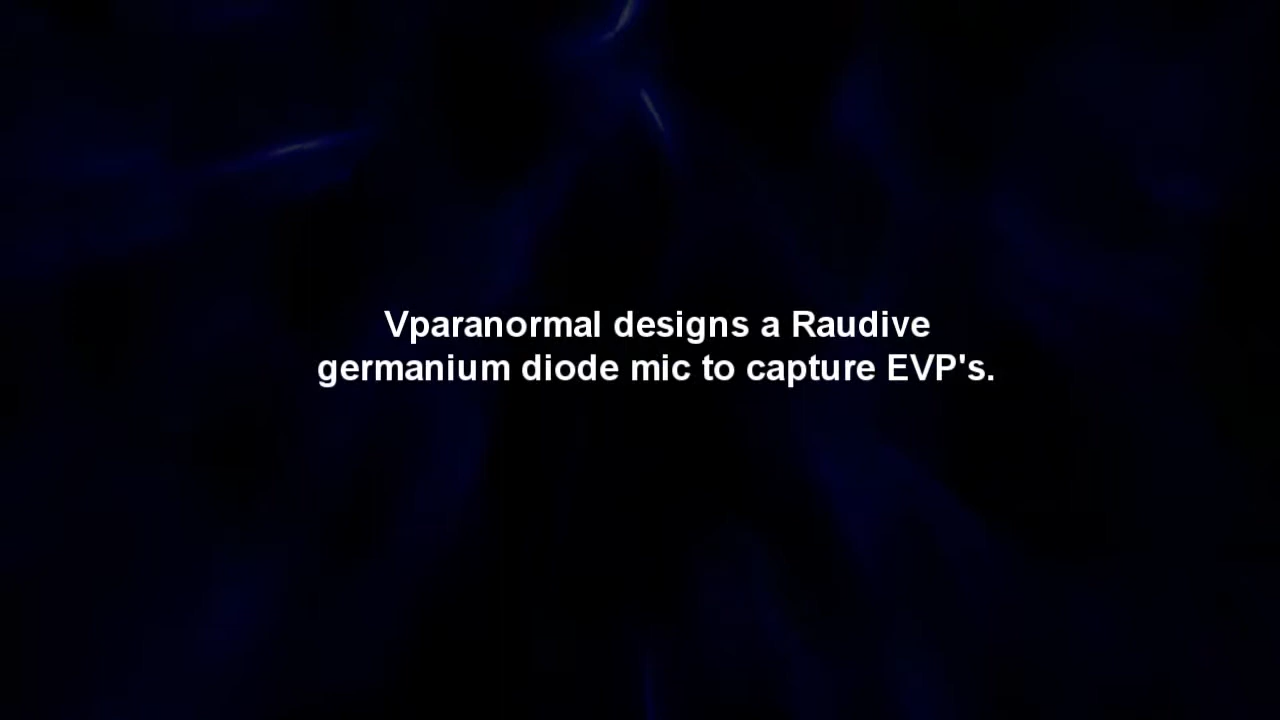 Vparanormal designs a Raudive
germanium diode mic to capture EVP's.